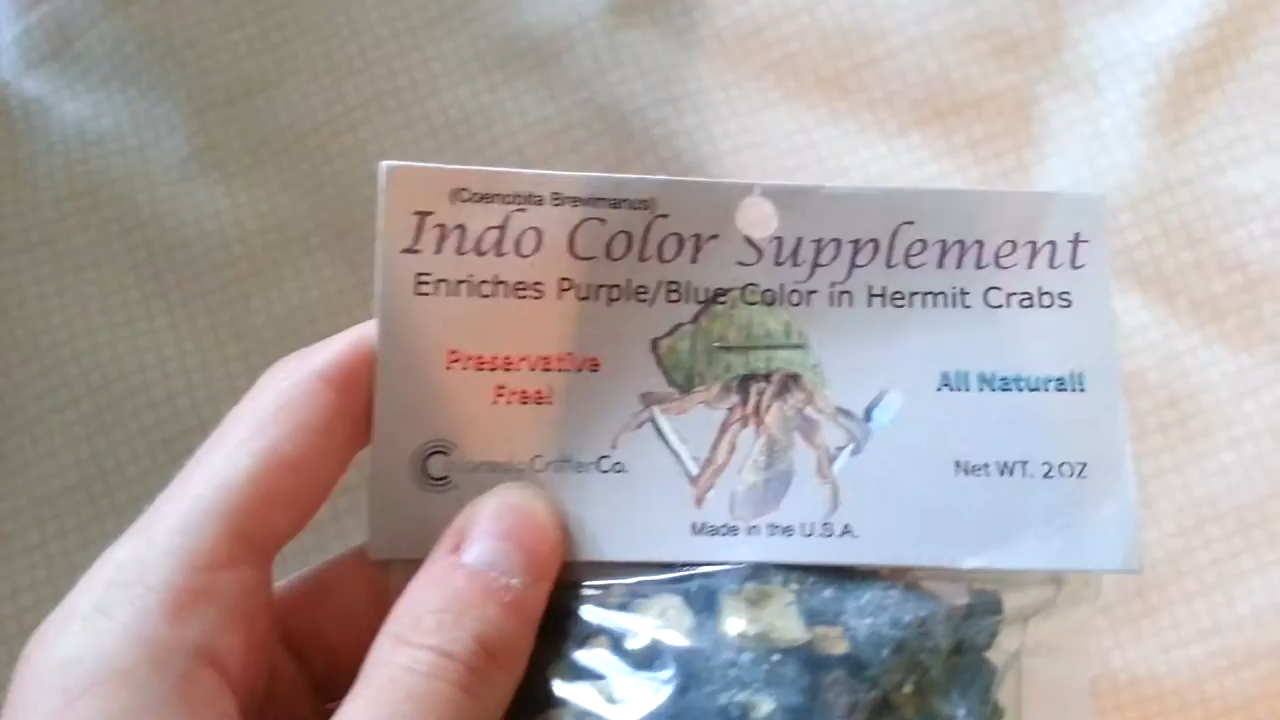 (Coenobita Brevimanus)
Indo Color Supplement
Enriches Purple/Blue Color in Hermit Crabs
Preservative
Free!
All Natural!
CritterCo.
Net WT. 2 OZ
Made in the U.S.A.